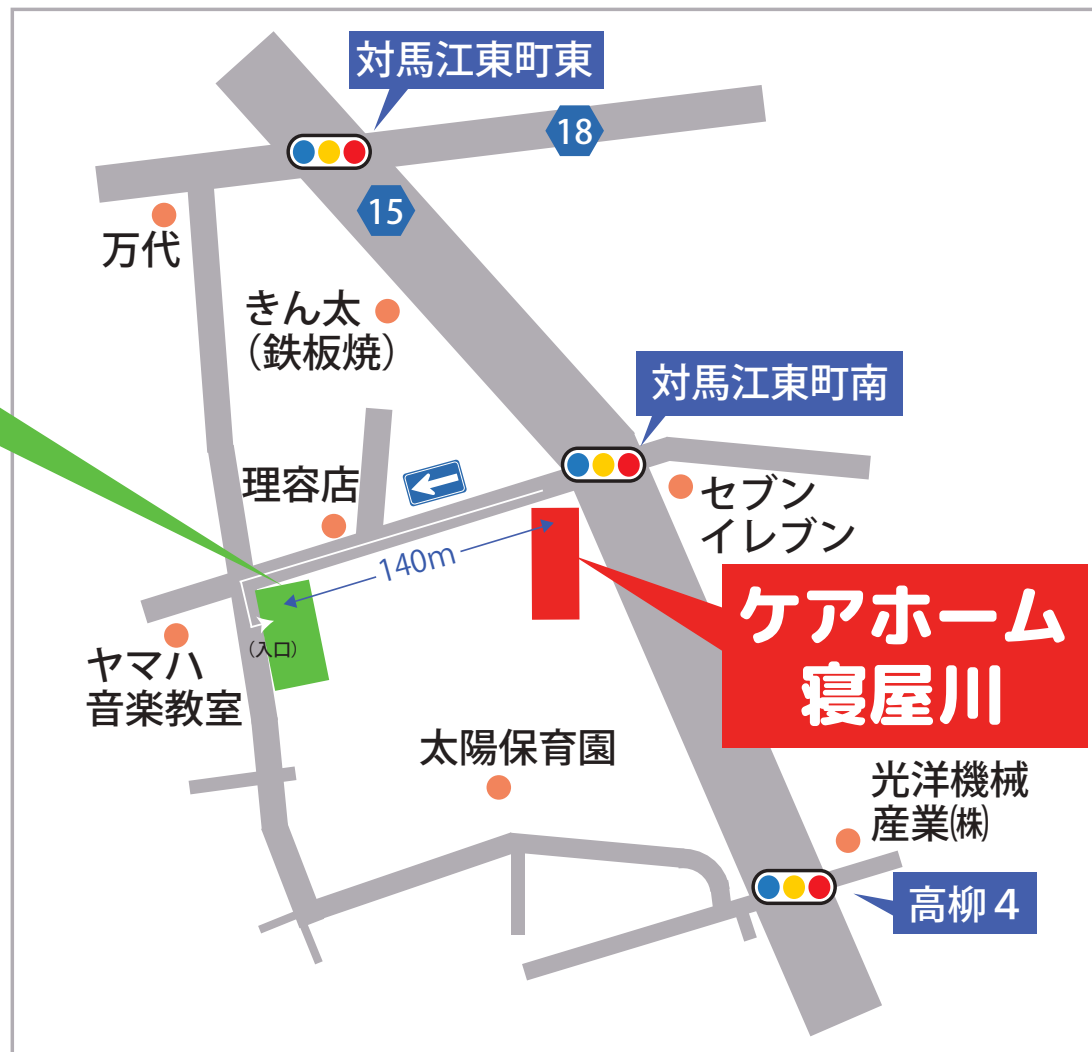 対馬江東町東
18
15
万代
きん太
（鉄板焼）
対馬江東町南
理容店
セブン
イレブン
140m
ケアホーム
寝屋川
（入口）
ヤマハ
音楽教室
太陽保育園
光洋機械
産業㈱
高柳４